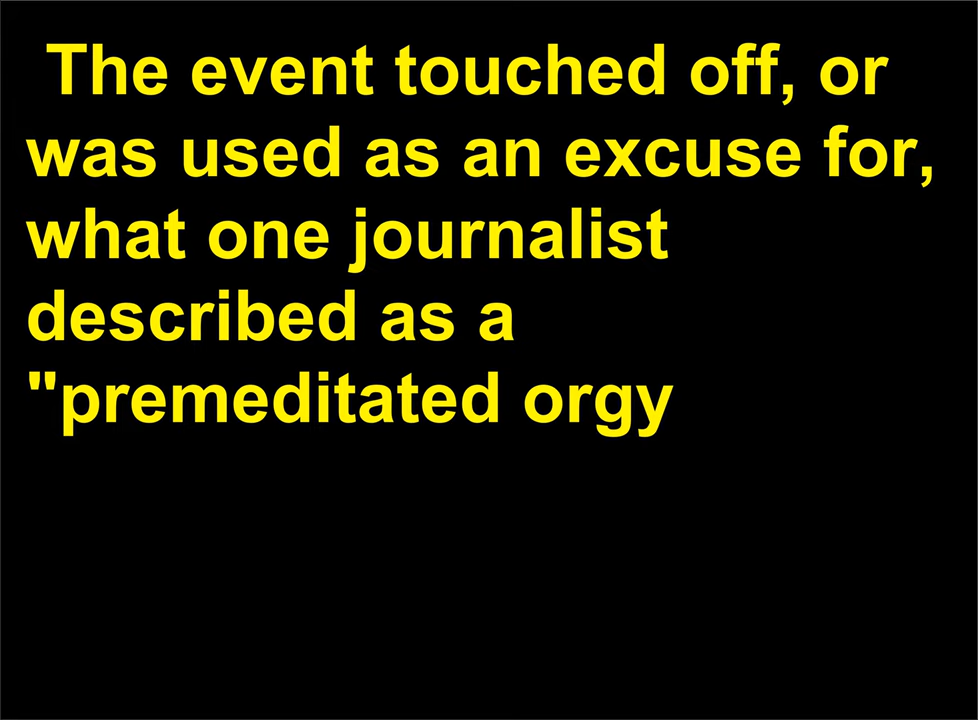 The event touched off, or
was used as an excuse for,
what one journalist
described as a
"premeditated orgy